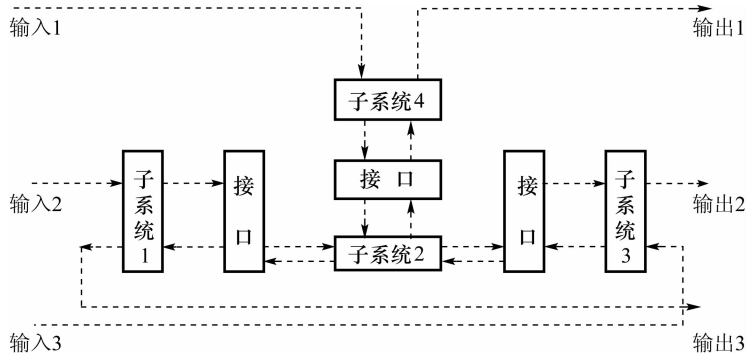 输入1
输出1
子系统4
接 口
子系统1
接口
子系统2
接口
子系统3
输入2
输出2
输入3
输出3